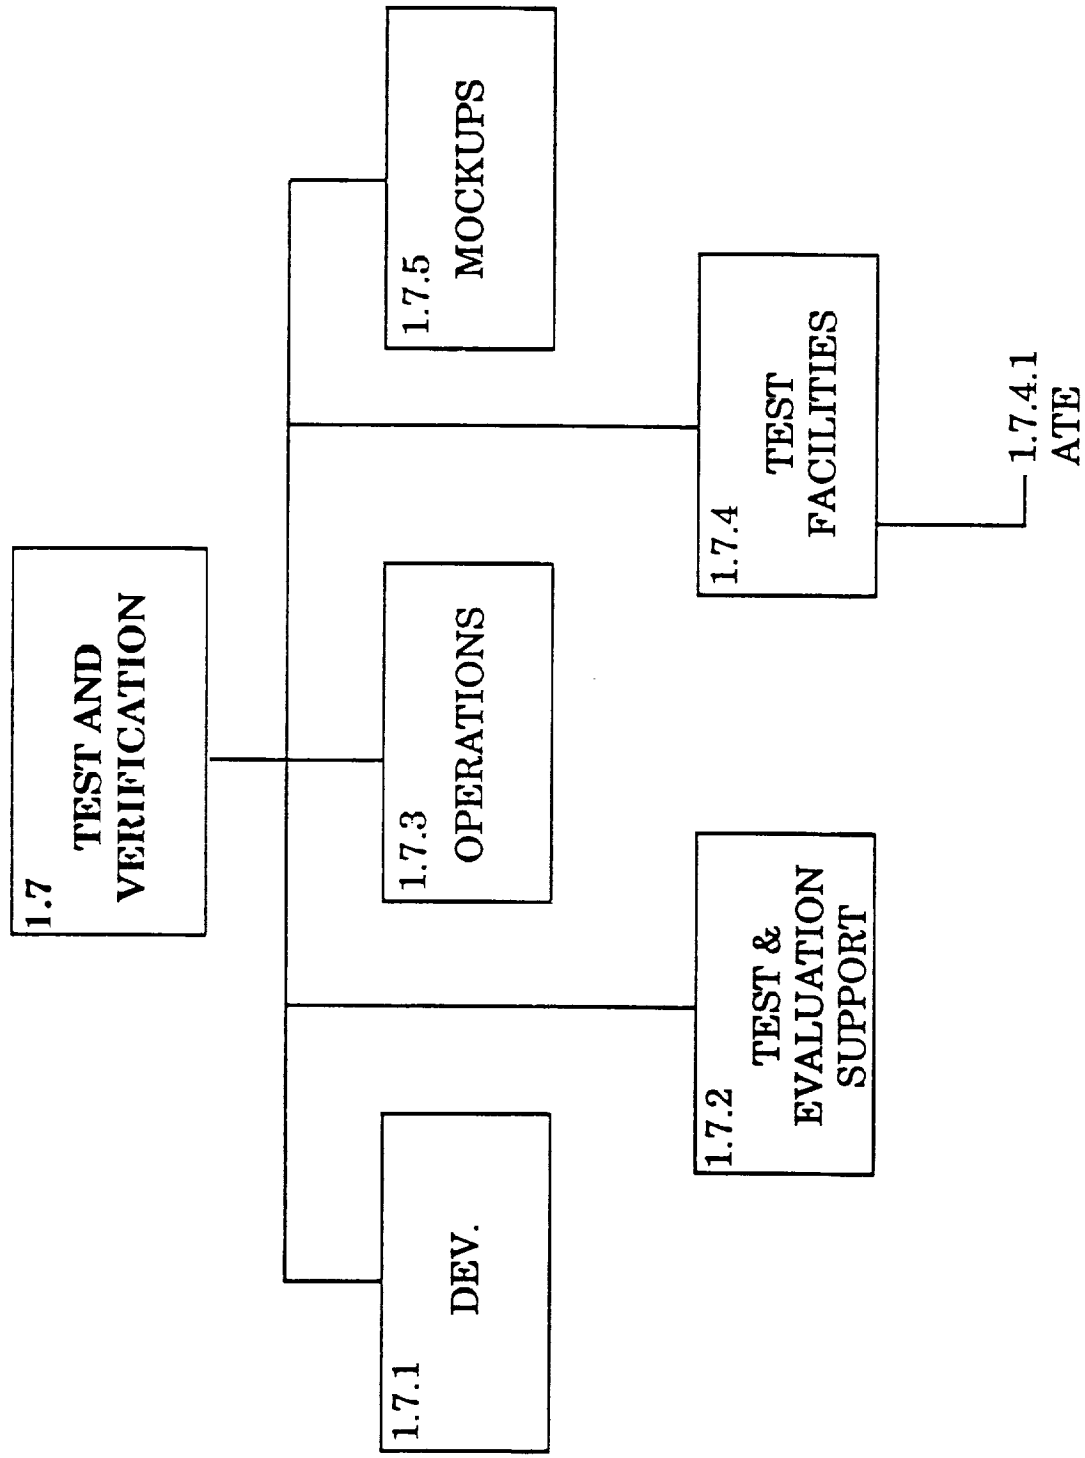 1.7
TEST AND
VERIFICATION
1.7.1
DEV.
1.7.2
TEST &
EVALUATION
SUPPORT
1.7.3
OPERATIONS
1.7.4
TEST
FACILITIES
1.7.4.1
ATE
1.7.5
MOCKUPS